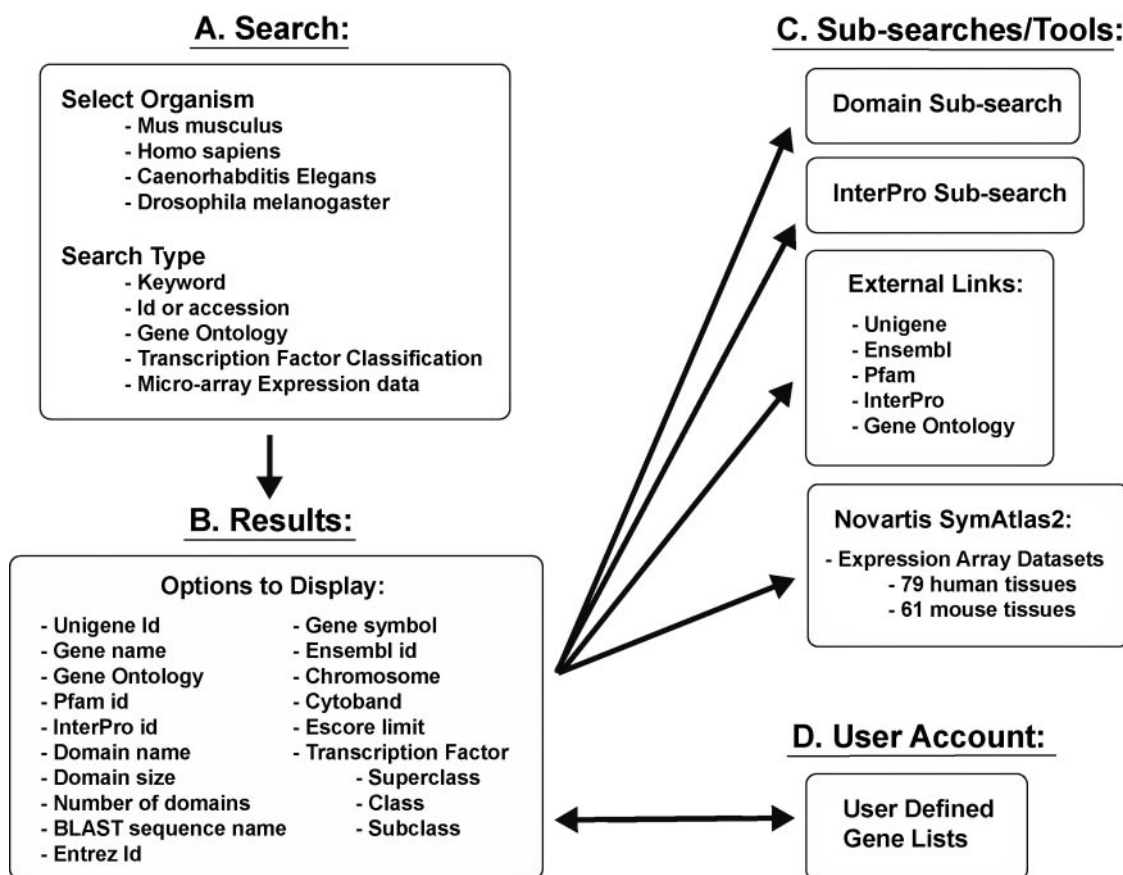 A. Search:
Select Organism
- Mus musculus
- Homo sapiens
- Caenorhabditis Elegans
- Drosophila melanogaster
Search Type
- Keyword
- Id or accession
- Gene Ontology
- Transcription Factor Classification
- Micro-array Expression data
B. Results:
Options to Display:
- Unigene Id
- Gene name
- Gene Ontology
- Pfam id
- InterPro id
- Domain name
- Domain size
- Number of domains
- BLAST sequence name
- Entrez Id
- Gene symbol
- Ensembl id
- Chromosome
- Cytoband
- Escore limit
- Transcription Factor
- Superclass
- Class
- Subclass
C. Sub-searches/Tools:
Domain Sub-search
InterPro Sub-search
External Links:
- Unigene
- Ensembl
- Pfam
- InterPro
- Gene Ontology
Novartis SymAtlas2:
- Expression Array Datasets
- 79 human tissues
- 61 mouse tissues
D. User Account:
User Defined
Gene Lists